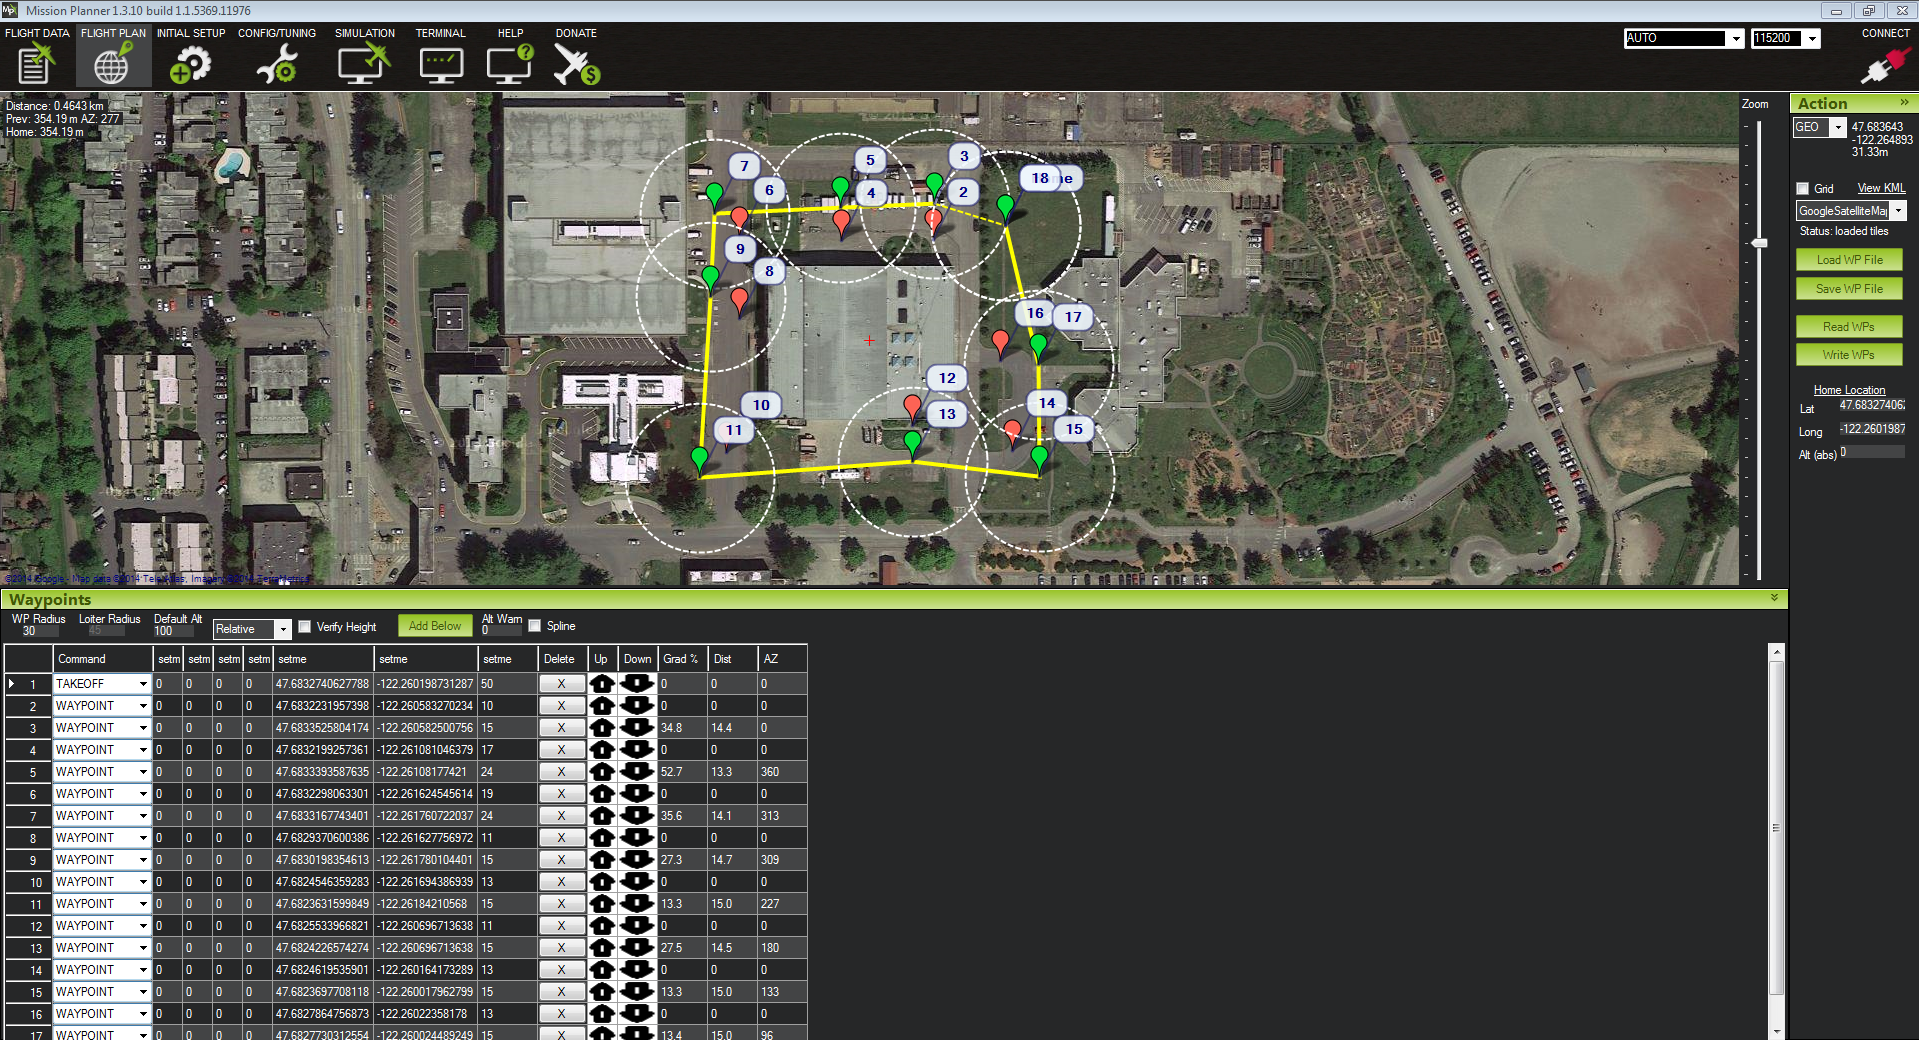 Mission Planner 1.3.10 build 1.1.5369.11976
FLIGHT DATA FLIGHT PLAN INITIAL SETUP CONFIG/TUNING SIMULATION TERMINAL HELP DONATE
AUTO 115200 CONNECT
Distance: 0.4643 km
Prev: 354.19 m AZ: 277
Home: 354.19 m
7
6
5
4
3
2
18 me
9
8
16
17
10
11
12
13
14
15
Zoom
Action
GEO 47.683643
-122.264893
31.33m
Grid View KML
GoogleSatelliteMap
Status: loaded tiles
Load WP File
Save WP File
Read WPs
Write WPs
Home Location
Lat 47.68327406
Long -122.2601987
Alt (abs) 0
Waypoints
WP Radius Loiter Radius Default Alt Alt Warn
30 45 100 Relative Verify Height Add Below 0 Spline
Command setm setm setm setm setme setme setme Delete Up Down Grad % Dist AZ
1 TAKEOFF 0 0 0 0 47.6832740627788 -122.260198731287 50 X 0 0 0
2 WAYPOINT 0 0 0 0 47.6832231957398 -122.260583270234 10 X 0 0 0
3 WAYPOINT 0 0 0 0 47.6833525804174 -122.260582500756 15 X 34.8 14.4 0
4 WAYPOINT 0 0 0 0 47.6832199257361 -122.261081046379 17 X 0 0 0
5 WAYPOINT 0 0 0 0 47.6833393587635 -122.26108177421 24 X 52.7 13.3 360
6 WAYPOINT 0 0 0 0 47.6832298063301 -122.261624545614 19 X 0 0 0
7 WAYPOINT 0 0 0 0 47.6833167743401 -122.261760722037 24 X 35.6 14.1 313
8 WAYPOINT 0 0 0 0 47.6829370600386 -122.261627756972 11 X 0 0 0
9 WAYPOINT 0 0 0 0 47.6830198354613 -122.261780104401 15 X 27.3 14.7 309
10 WAYPOINT 0 0 0 0 47.6824546359283 -122.261694386939 13 X 0 0 0
11 WAYPOINT 0 0 0 0 47.6823631599849 -122.26184210568 15 X 13.3 15.0 227
12 WAYPOINT 0 0 0 0 47.6825533966821 -122.260696713638 11 X 0 0 0
13 WAYPOINT 0 0 0 0 47.6824226574274 -122.260696713638 15 X 27.5 14.5 180
14 WAYPOINT 0 0 0 0 47.6824619535901 -122.260164173289 13 X 0 0 0
15 WAYPOINT 0 0 0 0 47.6823697708118 -122.260017962799 15 X 13.3 15.0 133
16 WAYPOINT 0 0 0 0 47.6827864756873 -122.26022358178 13 X 0 0 0
17 WAYPOINT 0 0 0 0 47.6827730312554 -122.260024489249 15 X 13.4 15.0 96